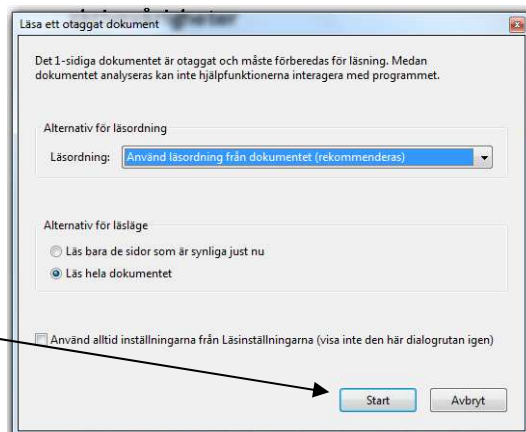 Läsa ett otaggat dokument
Det 1-sidiga dokumentet är otaggat och måste förberedas för läsning. Medan
dokumentet analyseras kan inte hjälpfunktionerna interagera med programmet.
Alternativ för läsordning
Läsordning: Använd läsordning från dokumentet (rekommenderas)
Alternativ för läsläge
Läs bara de sidor som är synliga just nu
Läs hela dokumentet
Använd alltid inställningarna från Läsinställningarna (visa inte den här dialogrutan igen)
Start Avbryt